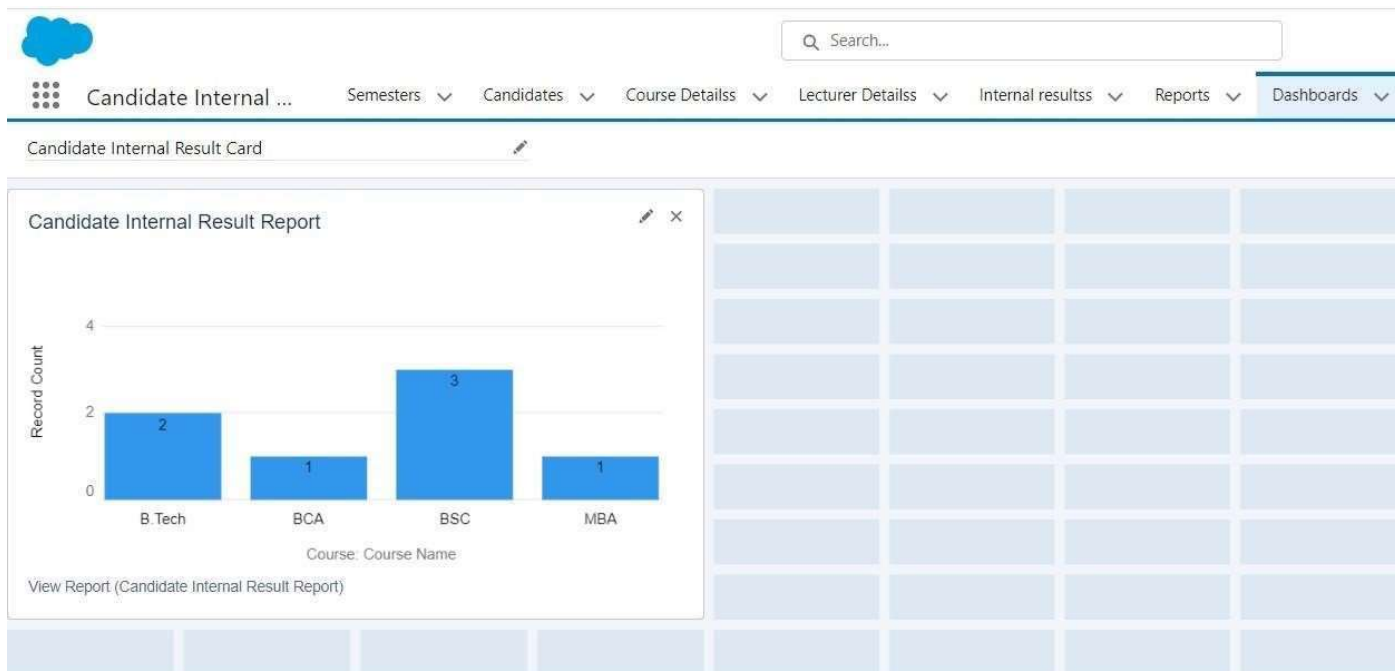 Search...
Candidate Internal ... Semesters Candidates Course Detailss Lecturer Detailss Internal resultss Reports Dashboards
Candidate Internal Result Card
Candidate Internal Result Report
4
2
0
Record Count
2
1
3
1
B.Tech BCA BSC MBA
Course: Course Name
View Report (Candidate Internal Result Report)